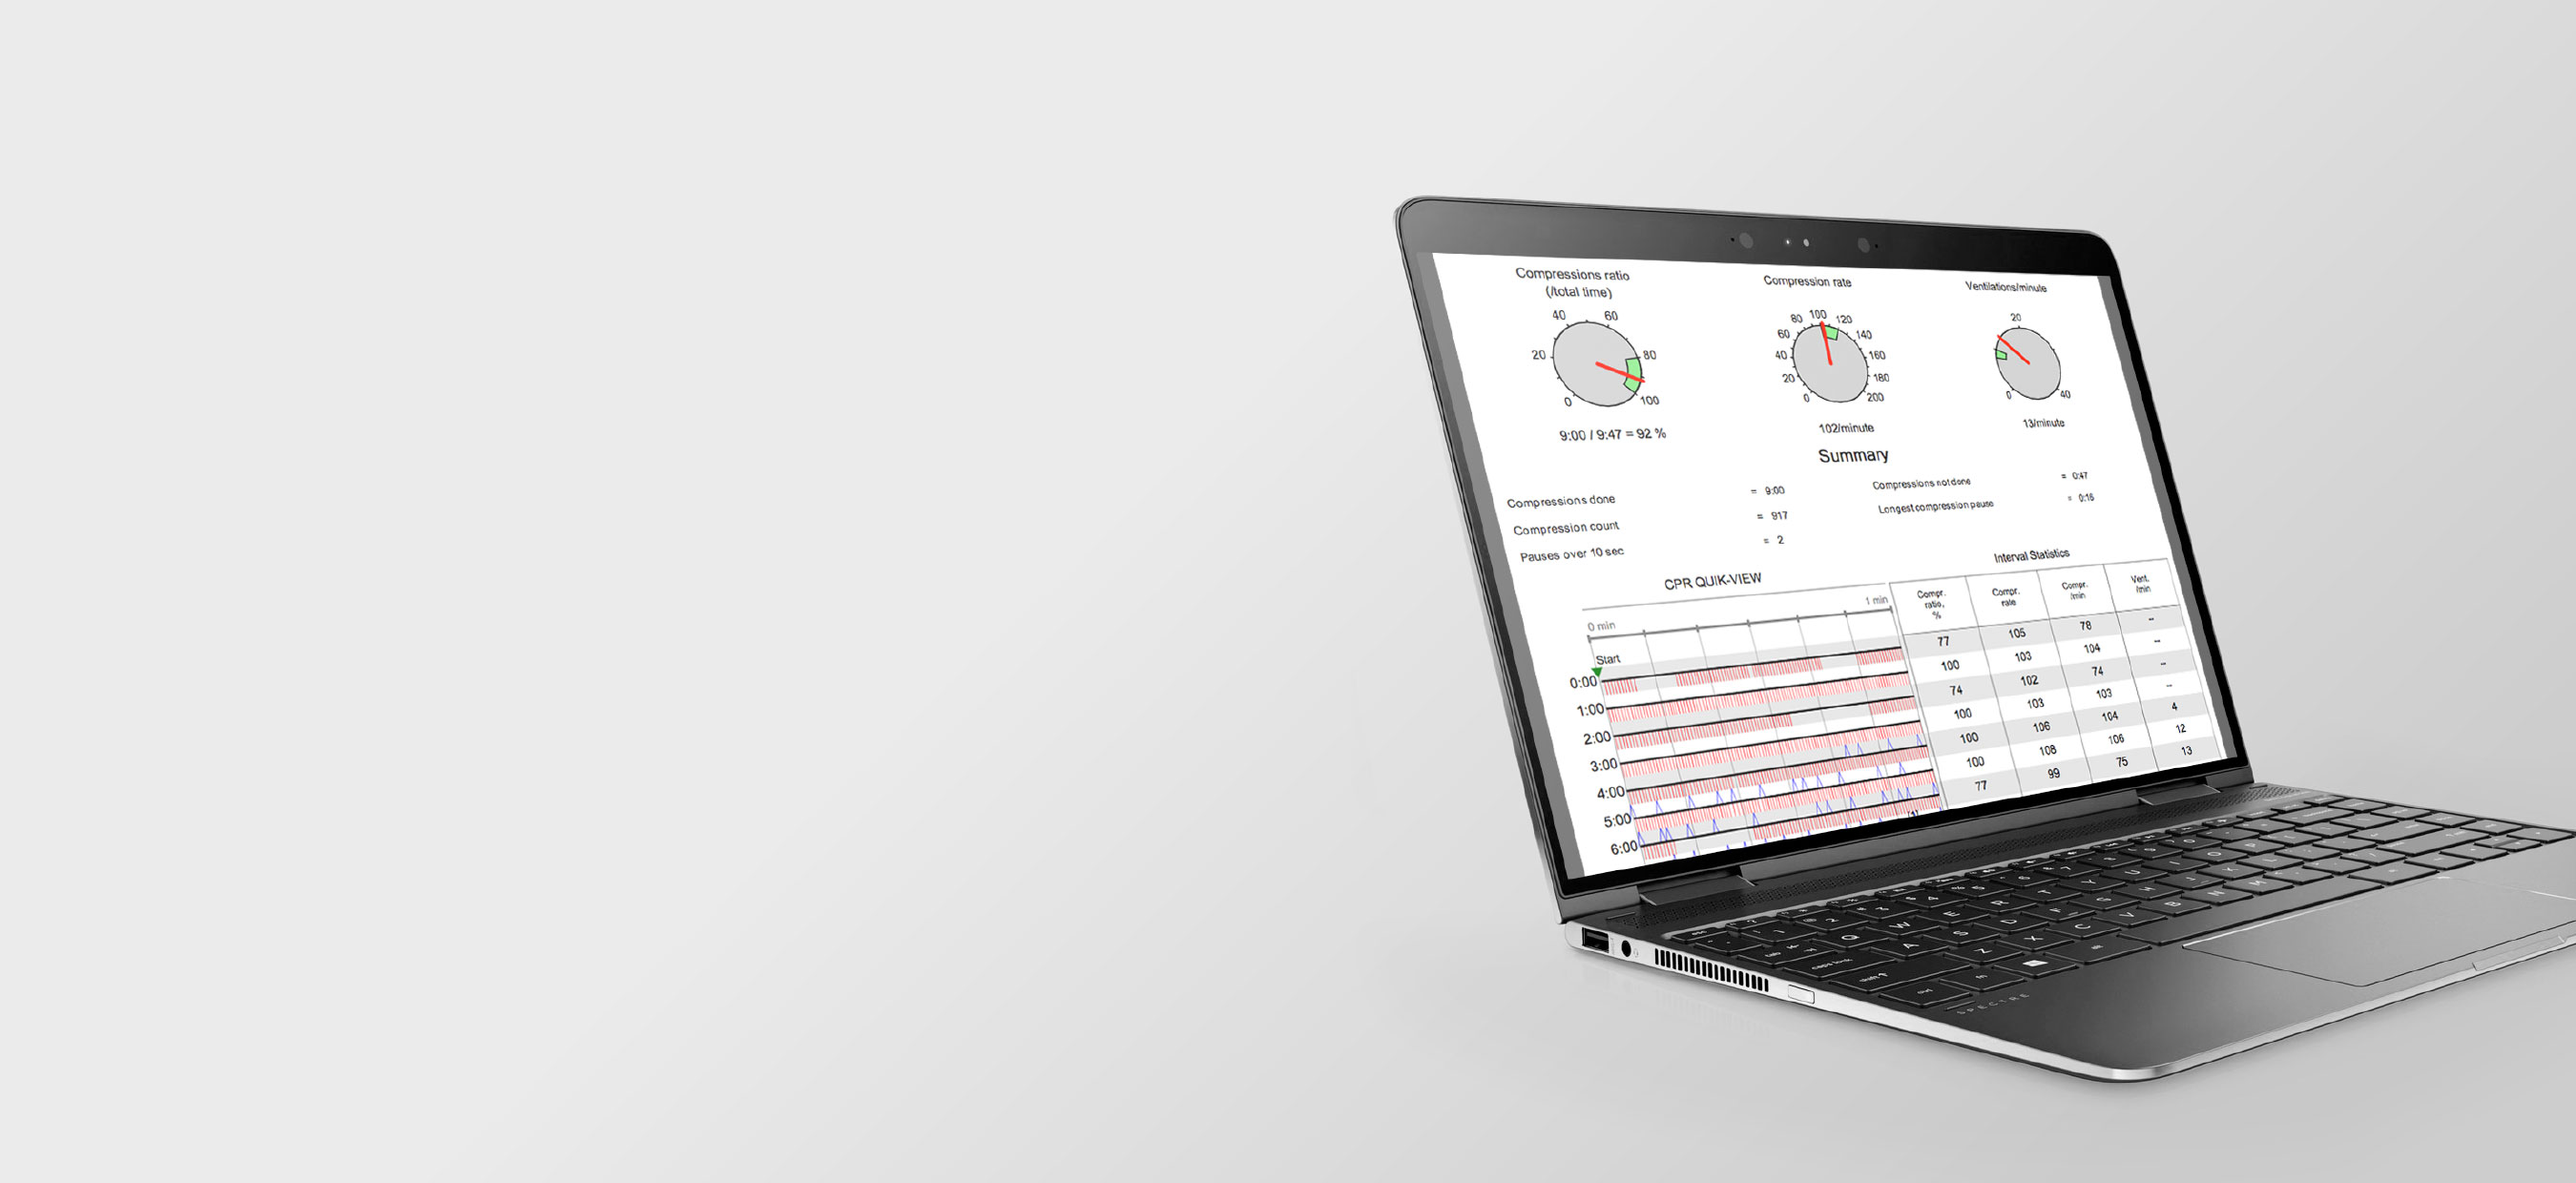 Compressions ratio
(/total time)
40 60
20 80
0 100
9:00 / 9:47 = 92 %
Compression rate
80 100 120
60 140
40 160
20 180
0 200
102/minute
Ventilations/minute
20
0 40
13/minute
Summary
Compressions done = 9:00
Compression count = 917
Pauses over 10 sec = 2
Compressions not done = 0:47
Longest compression pause = 0:16
CPR QUIK-VIEW
0 min 1 min
Start
0:00
1:00
2:00
3:00
4:00
5:00
6:00
Interval Statistics
Compr. ratio, % Compr. rate Compr. /min Vent. /min
77 105 78 --
100 103 104 --
74 102 74 --
100 103 103 --
100 106 104 4
100 108 106 12
77 99 75 13
caps lock
Q W E R T Y U
A S D F G H
Z X C V B N M
fn
alt
SPECTRE